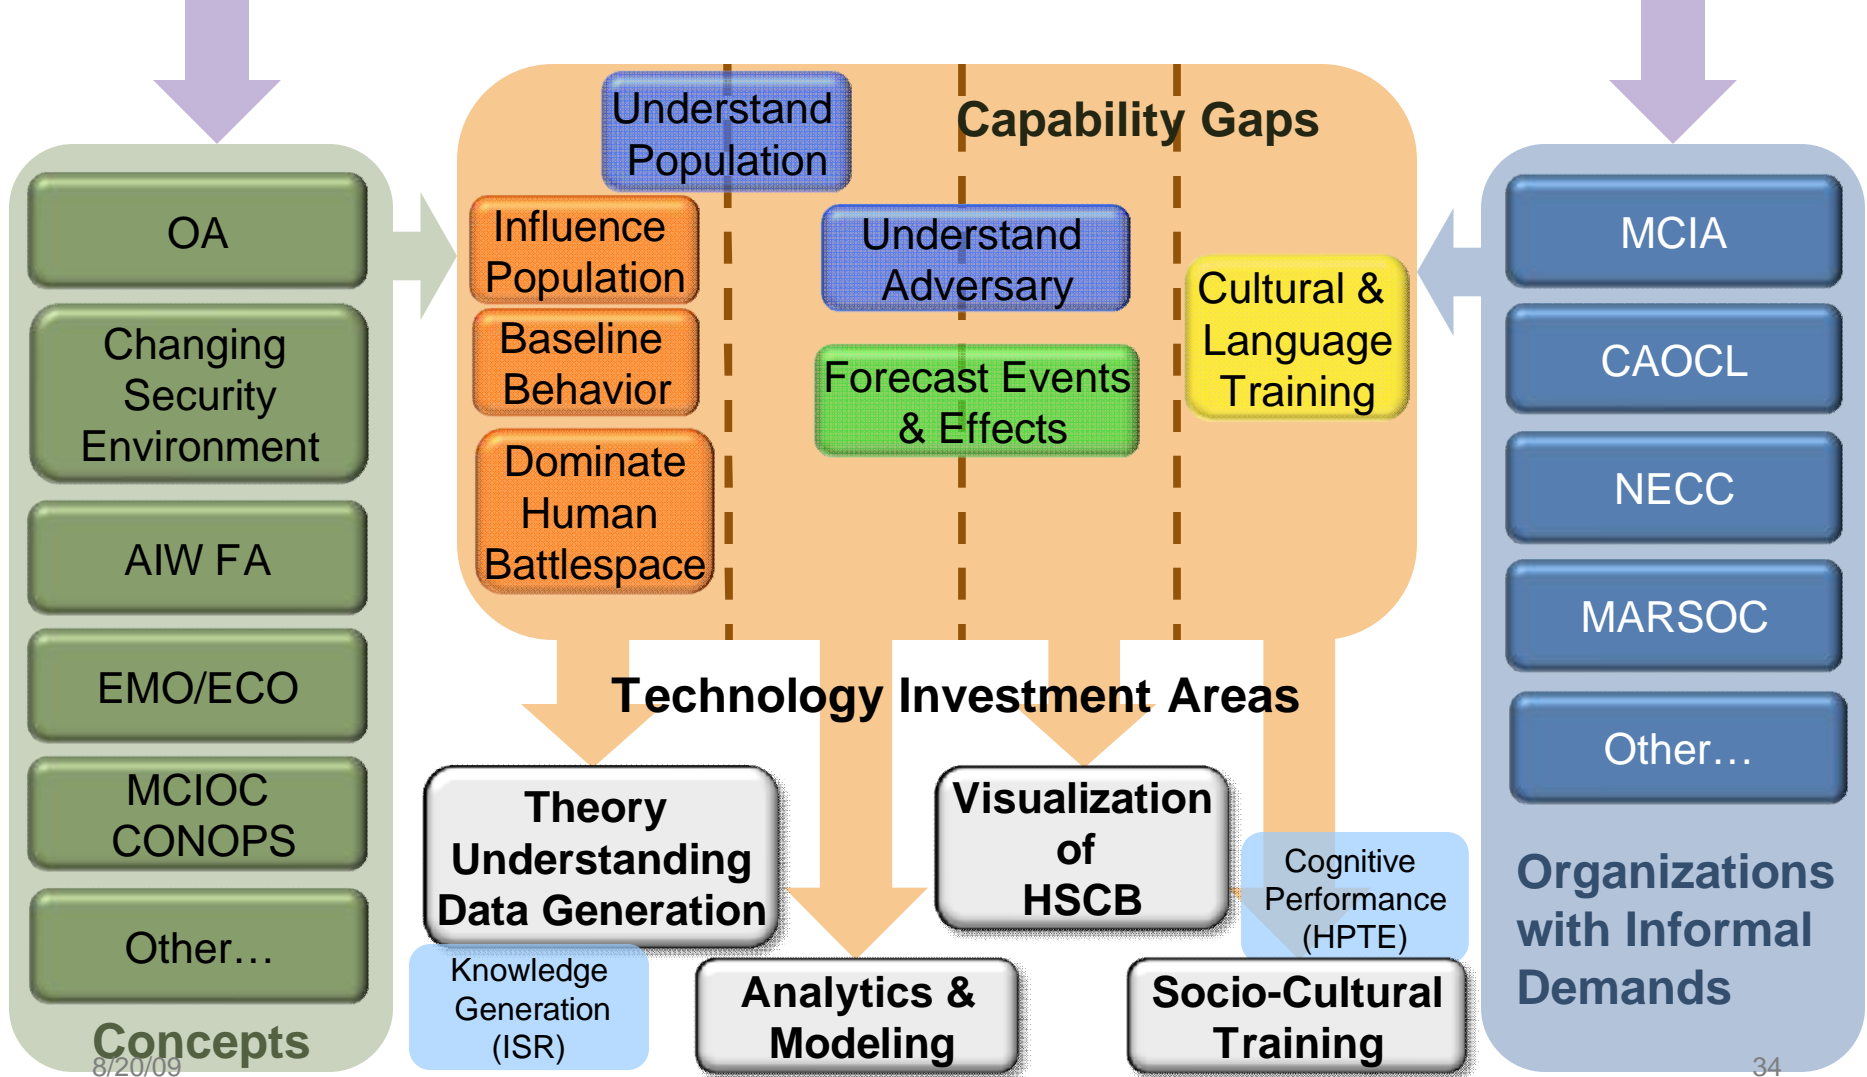 OA
Changing
Security
Environment
AIW FA
EMO/ECO
MCIOC
CONOPS
Other…
Concepts
8/20/09
Capability Gaps
Understand
Population
Influence
Population
Baseline
Behavior
Dominate
Human
Battlespace
Understand
Adversary
Forecast Events
& Effects
Cultural &
Language
Training
Technology Investment Areas
Theory
Understanding
Data Generation
Knowledge
Generation
(ISR)
Analytics &
Modeling
Visualization
of
HSCB
Cognitive
Performance
(HPTE)
Socio-Cultural
Training
MCIA
CAOCL
NECC
MARSOC
Other…
Organizations
with Informal
Demands
34